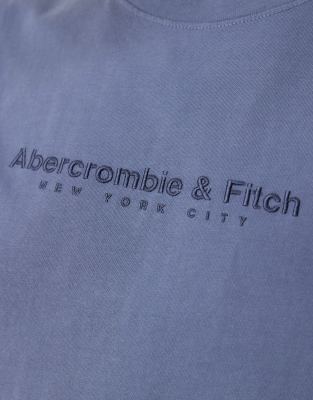 Abercrombie & Fitch
NEW YORK CITY